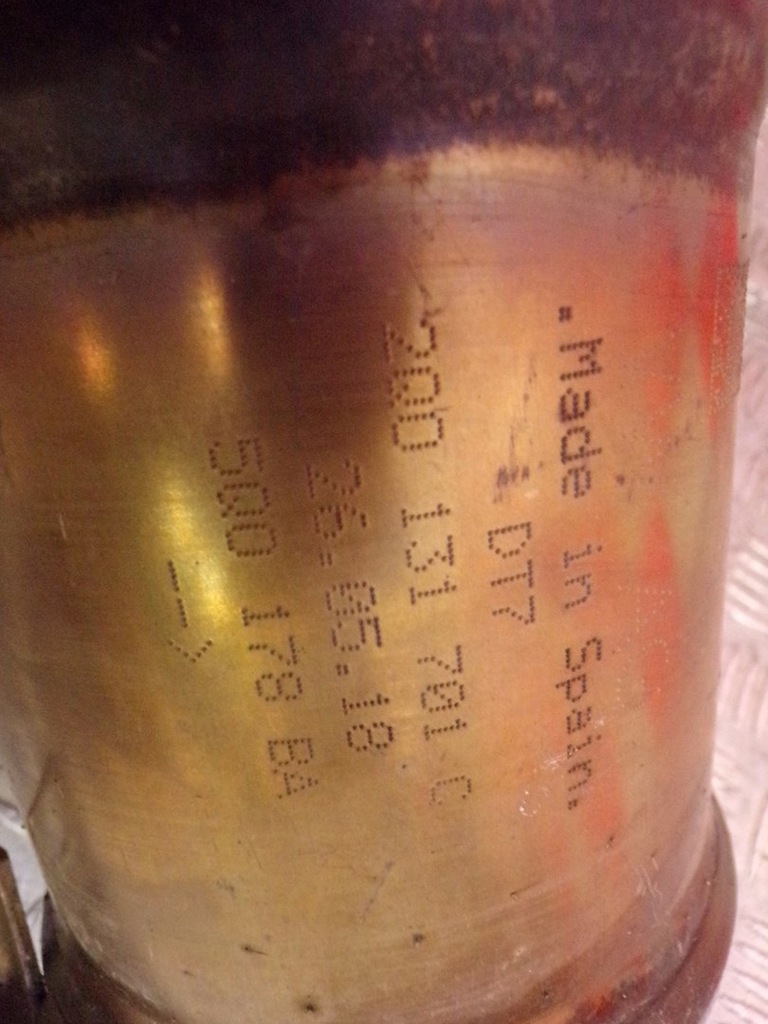 .Made in Spain.
DT7
200 131 701 C
26.05.18
500 178 BA
-->